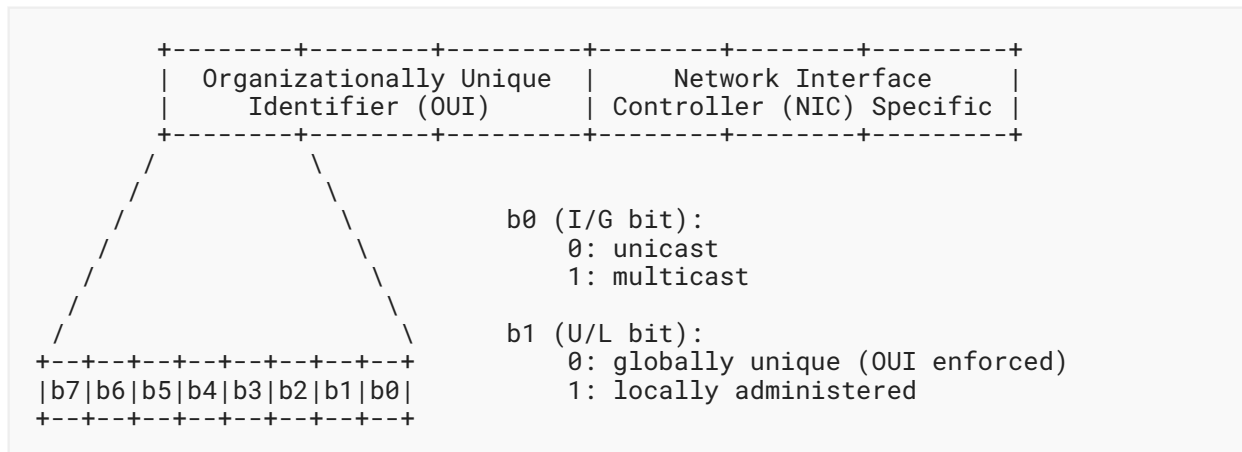 +--------+--------+---------+--------+--------+---------+
|  Organizationally Unique  |     Network Interface     |
|     Identifier (OUI)      | Controller (NIC) Specific |
+--------+--------+---------+--------+--------+---------+
/          \
/            \
/              \          b0 (I/G bit):
/                \             0: unicast
/                  \            1: multicast
/                    \
/                      \      b1 (U/L bit):
+--+--+--+--+--+--+--+--+          0: globally unique (OUI enforced)
|b7|b6|b5|b4|b3|b2|b1|b0|          1: locally administered
+--+--+--+--+--+--+--+--+